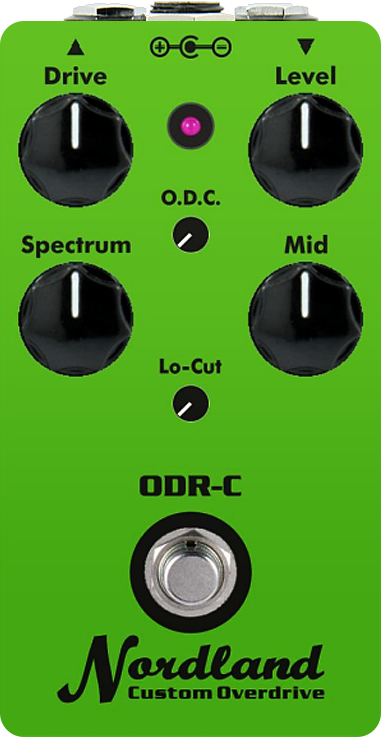 Drive Level
O.D.C.
Spectrum Mid
Lo-Cut
ODR-C
Nordland
Custom Overdrive